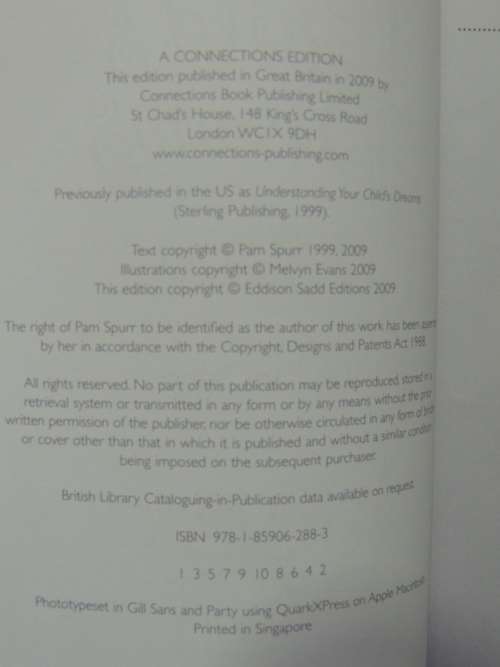 A CONNECTIONS EDITION
This edition published in Great Britain in 2009 by
Connections Book Publishing Limited
St Chad's House, 148 King's Cross Road
London WC1X 9DH
www.connections-publishing.com
Previously published in the US as Understanding Your Child's Dreams
(Sterling Publishing, 1999).
Text copyright © Pam Spurr 1999, 2009
Illustrations copyright © Melvyn Evans 2009
This edition copyright © Eddison Sadd Editions 2009
The right of Pam Spurr to be identified as the author of this work has been asserted
by her in accordance with the Copyright, Designs and Patents Act 1988.
All rights reserved. No part of this publication may be reproduced stored in a
retrieval system or transmitted in any form or by any means without the prior
written permission of the publisher, nor be otherwise circulated in any form of binding
or cover other than that in which it is published and without a similar condition
being imposed on the subsequent purchaser.
British Library Cataloguing-in-Publication data available on request.
ISBN 978-1-85906-288-3
1 3 5 7 9 10 8 6 4 2
Phototypeset in Gill Sans and Party using QuarkXPress on Apple Macintosh
Printed in Singapore